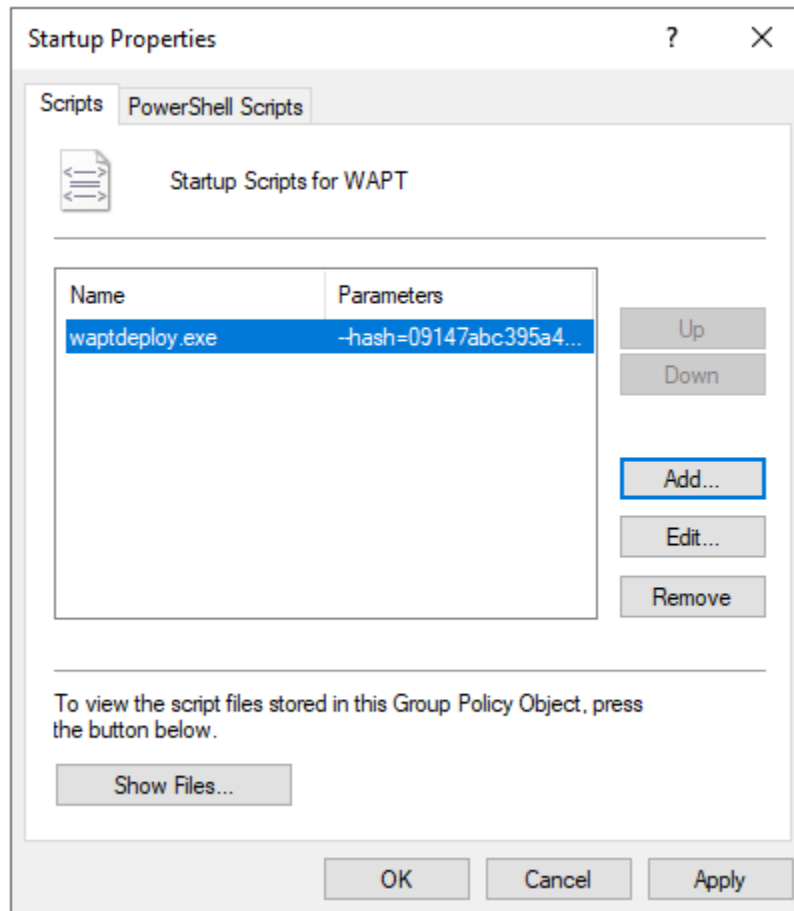 Startup Properties
?
Scripts
PowerShell Scripts
<-->
<-->
Startup Scripts for WAPT
Name Parameters
waptdeploy.exe --hash=09147abc395a4...
Up
Down
Add...
Edit...
Remove
To view the script files stored in this Group Policy Object, press
the button below.
Show Files...
OK
Cancel
Apply